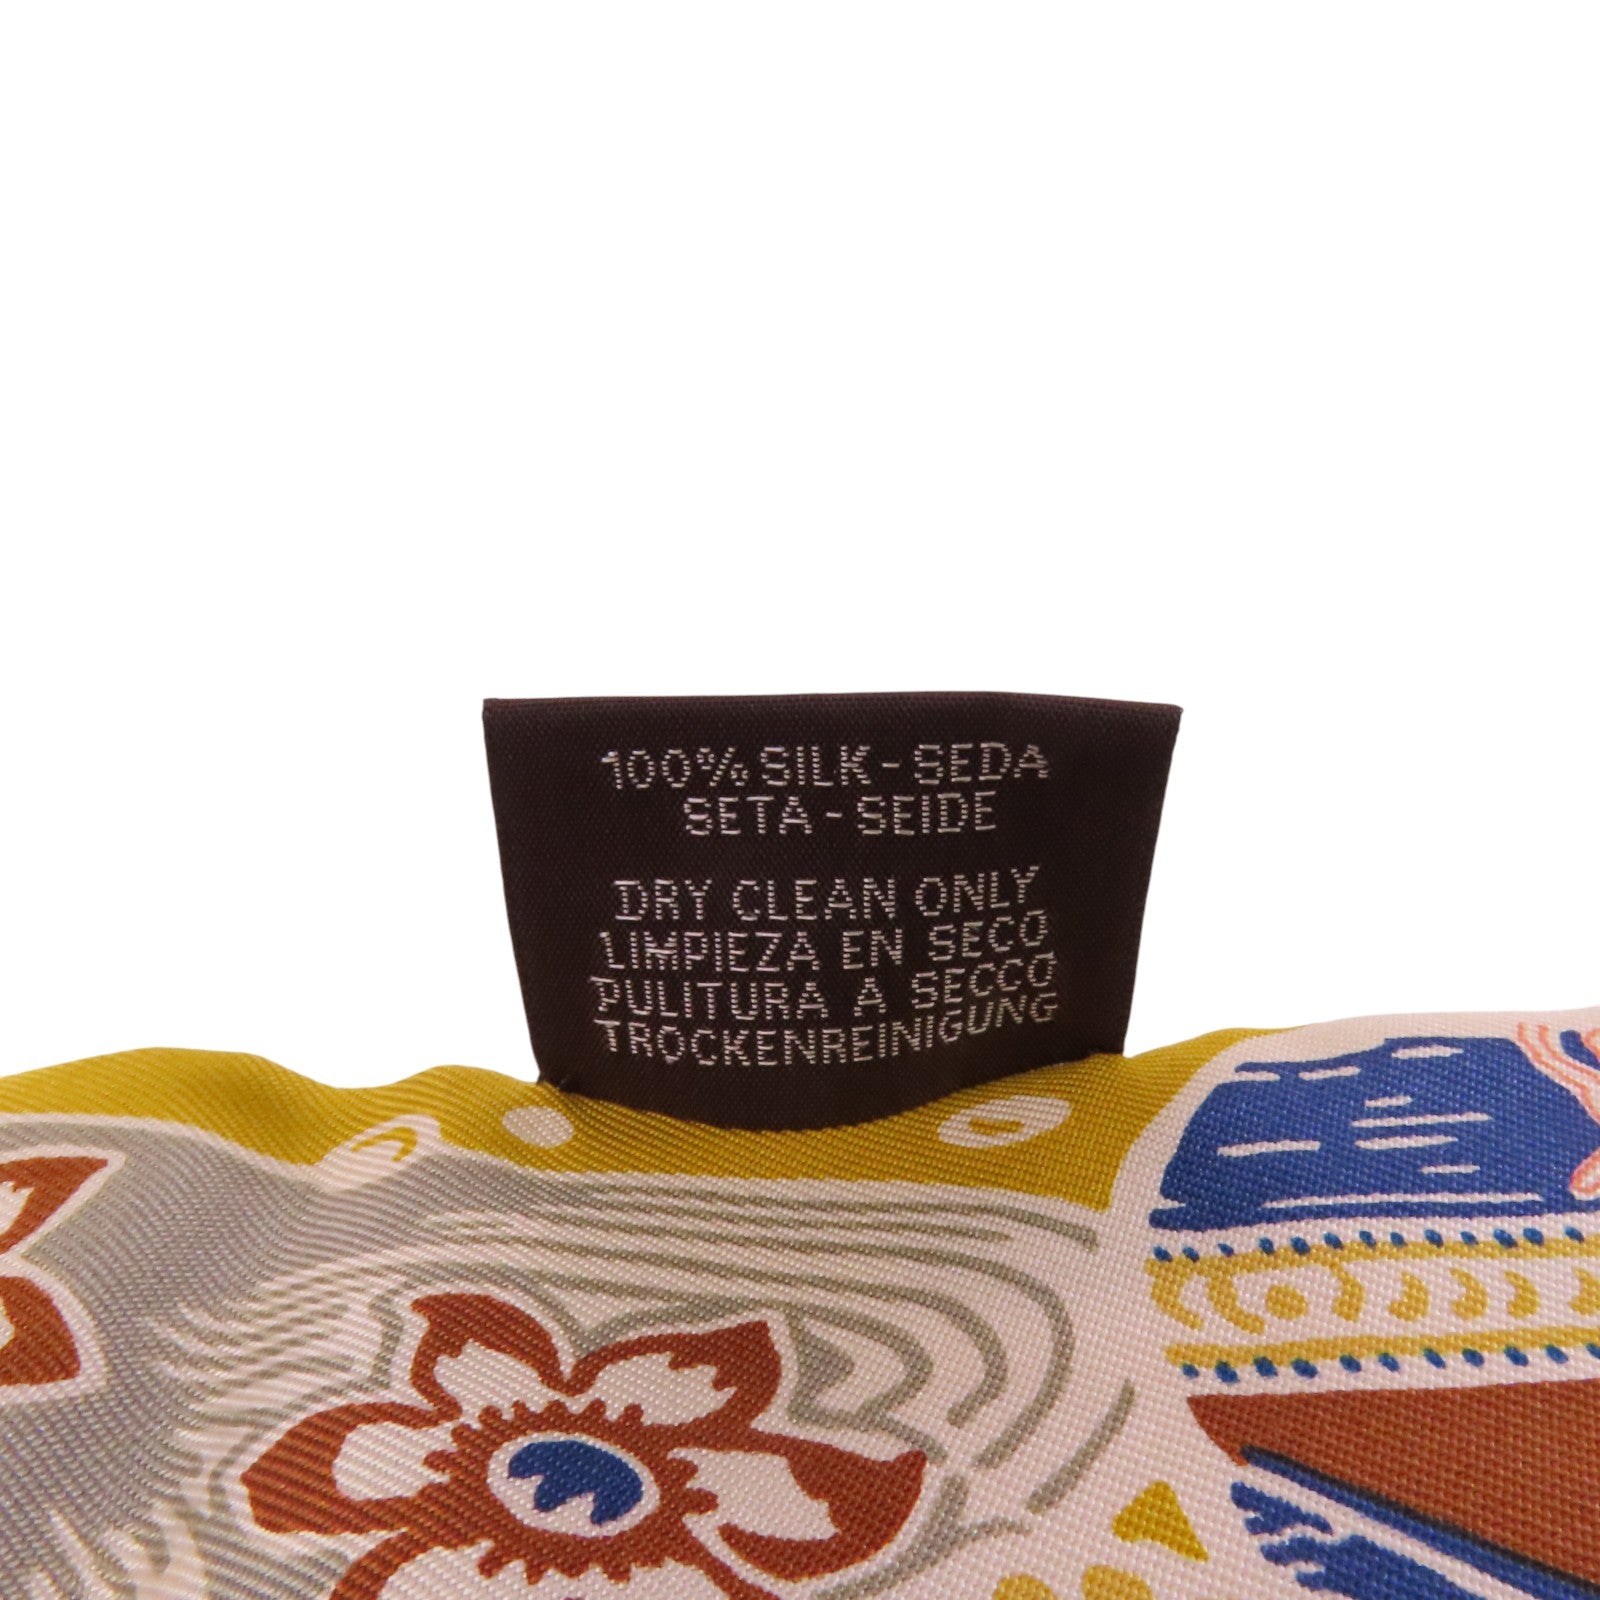 100% SILK - SEDA
SETA - SEIDE
DRY CLEAN ONLY
LIMPIEZA EN SECO
PULITURA A SECCO
TROCKENREINIGUNG